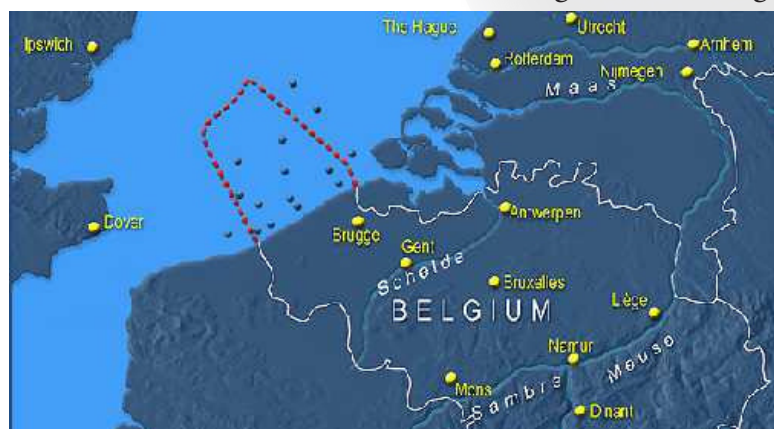 The Hague
Utrecht
Ipswich
Arnhem
Rotterdam
Nijmegen
Maas
Dover
Brugge
Antwerpen
Gent
Schelde
Bruxelles
BELGIUM
Liège
Namur
Meuse
Mons
Sambre
Dinant